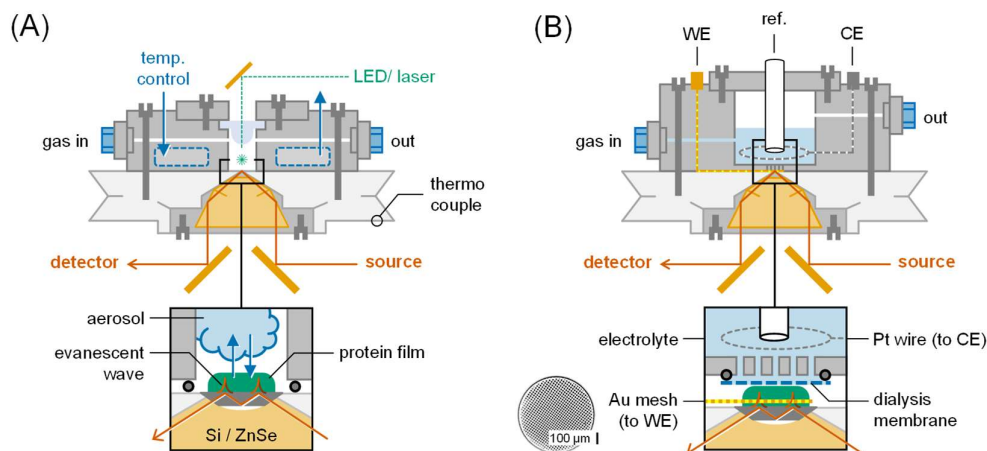 (A)
temp.
control
LED/ laser
gas in
out
thermo
couple
detector
source
aerosol
evanescent
wave
protein film
Si / ZnSe
(B)
WE
ref.
CE
gas in
out
detector
source
electrolyte
Pt wire (to CE)
Au mesh
(to WE)
dialysis
membrane
100 µm